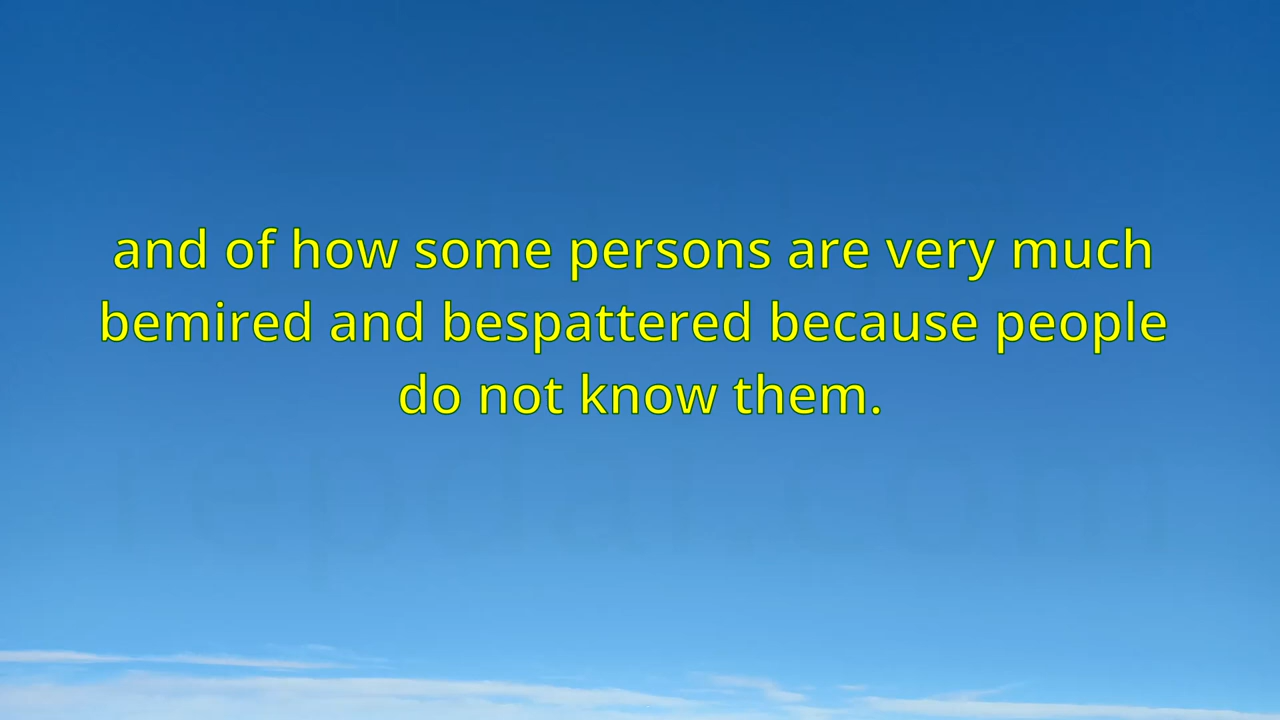 and of how some persons are very much
bemired and bespattered because people
do not know them.